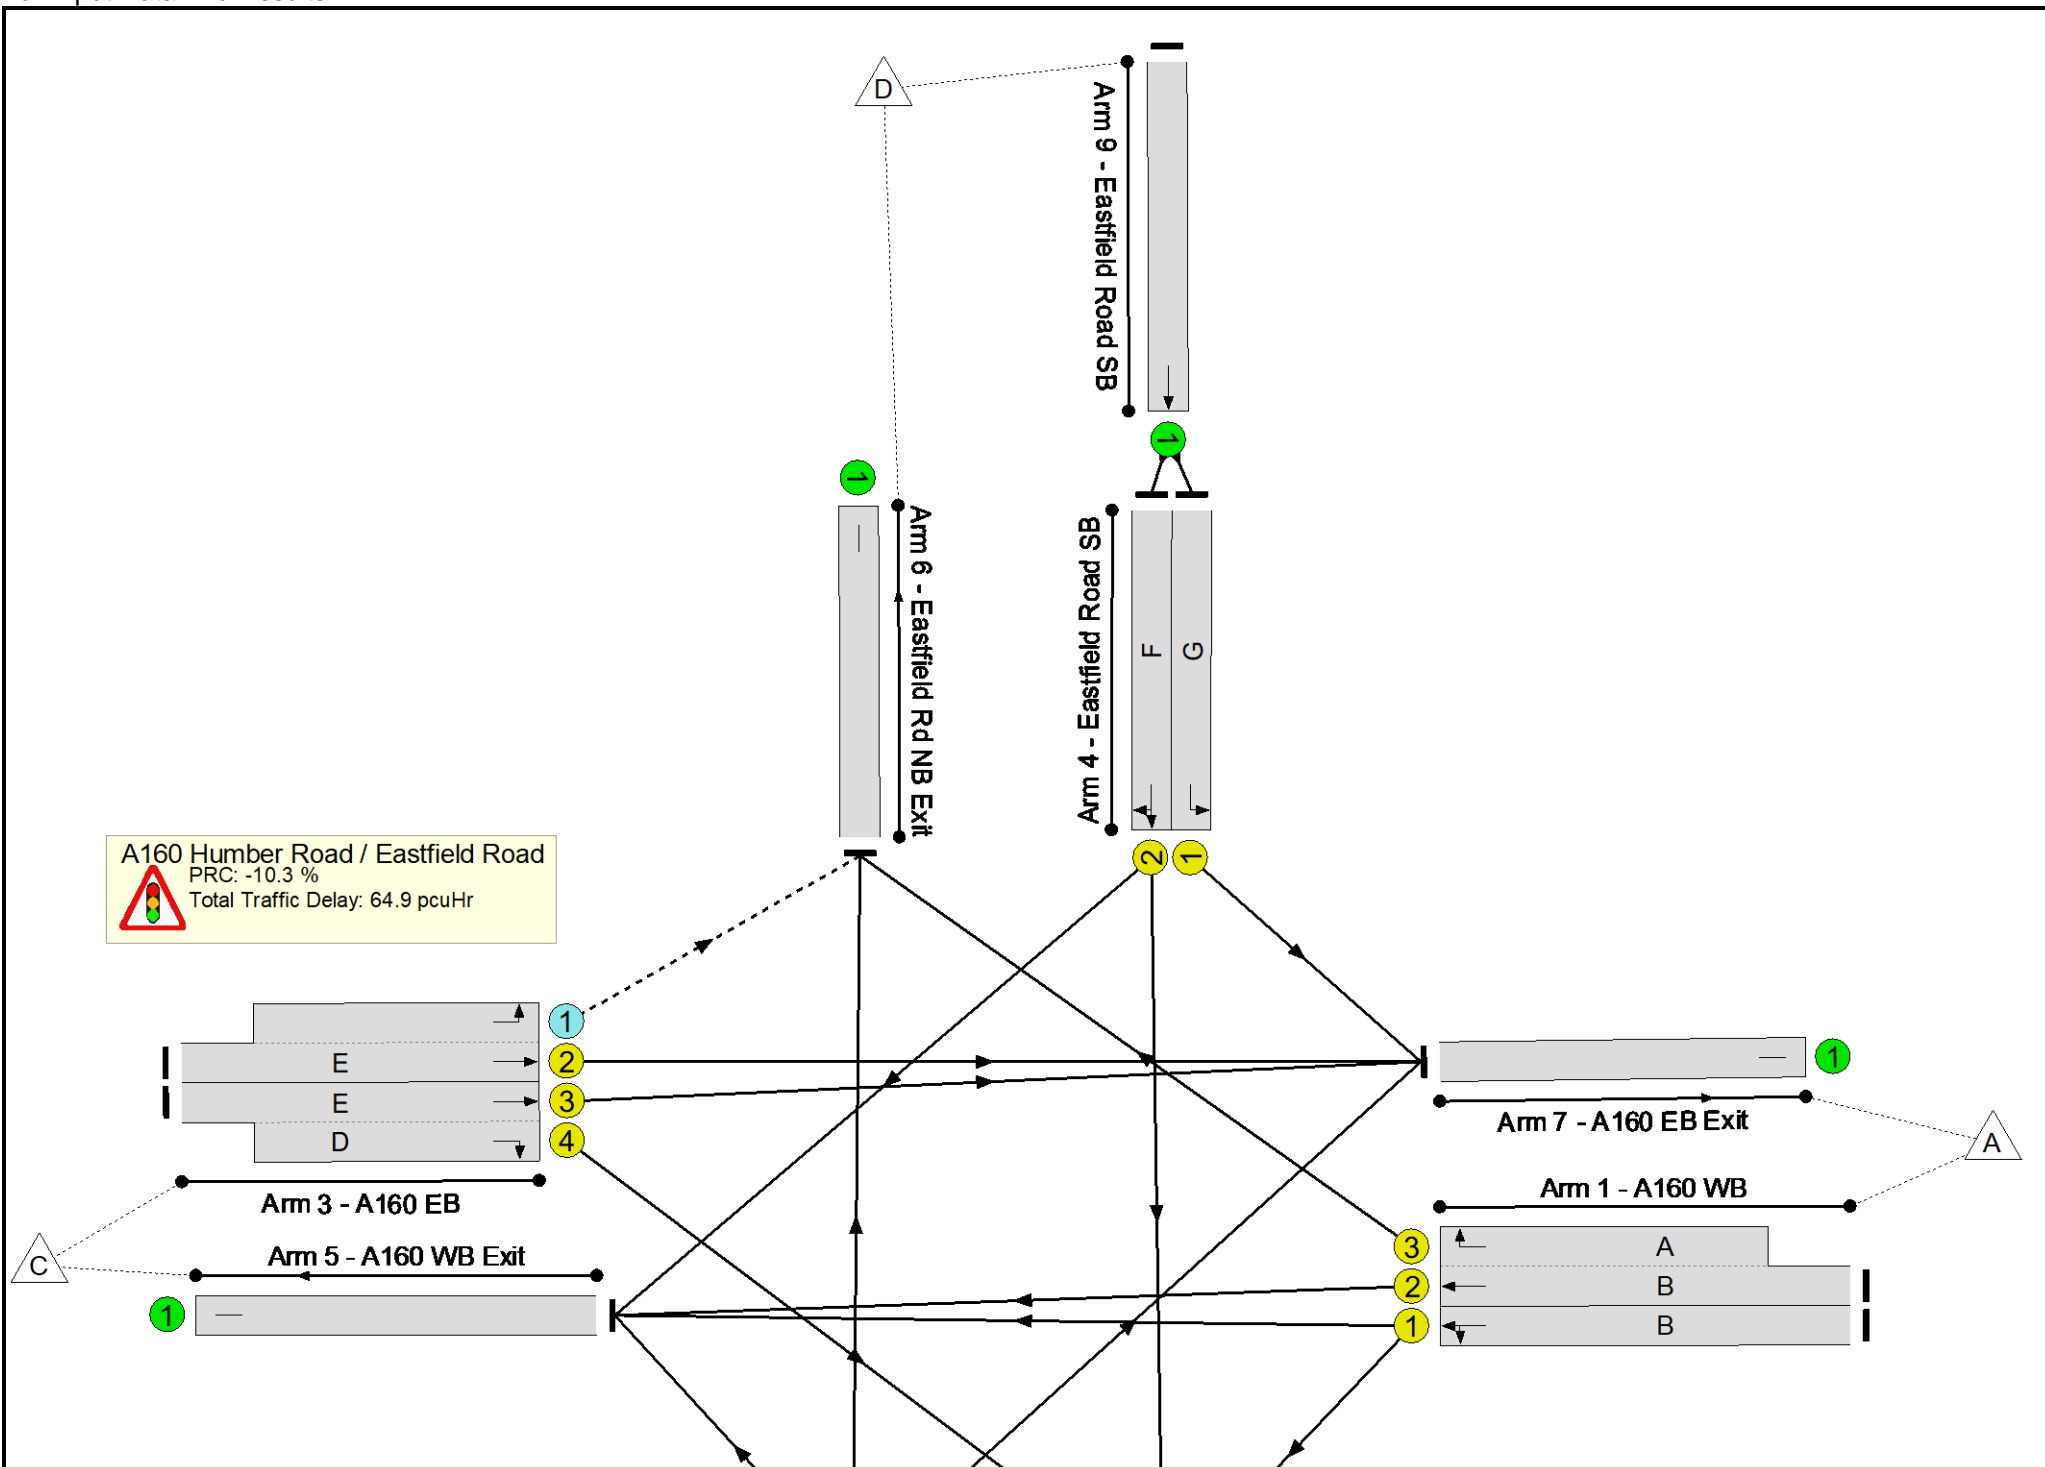 D
Arm 9 - Eastfield Road SB
1
1
Arm 6 - Eastfield Rd NB Exit
Arm 4 - Eastfield Road SB
F
G
2
1
A160 Humber Road / Eastfield Road
PRC: -10.3 %
Total Traffic Delay: 64.9 pcuHr
1
E
2
E
3
D
4
Arm 3 - A160 EB
1
Arm 7 - A160 EB Exit
A
Arm 1 - A160 WB
C
Arm 5 - A160 WB Exit
1
3
A
2
B
1
B